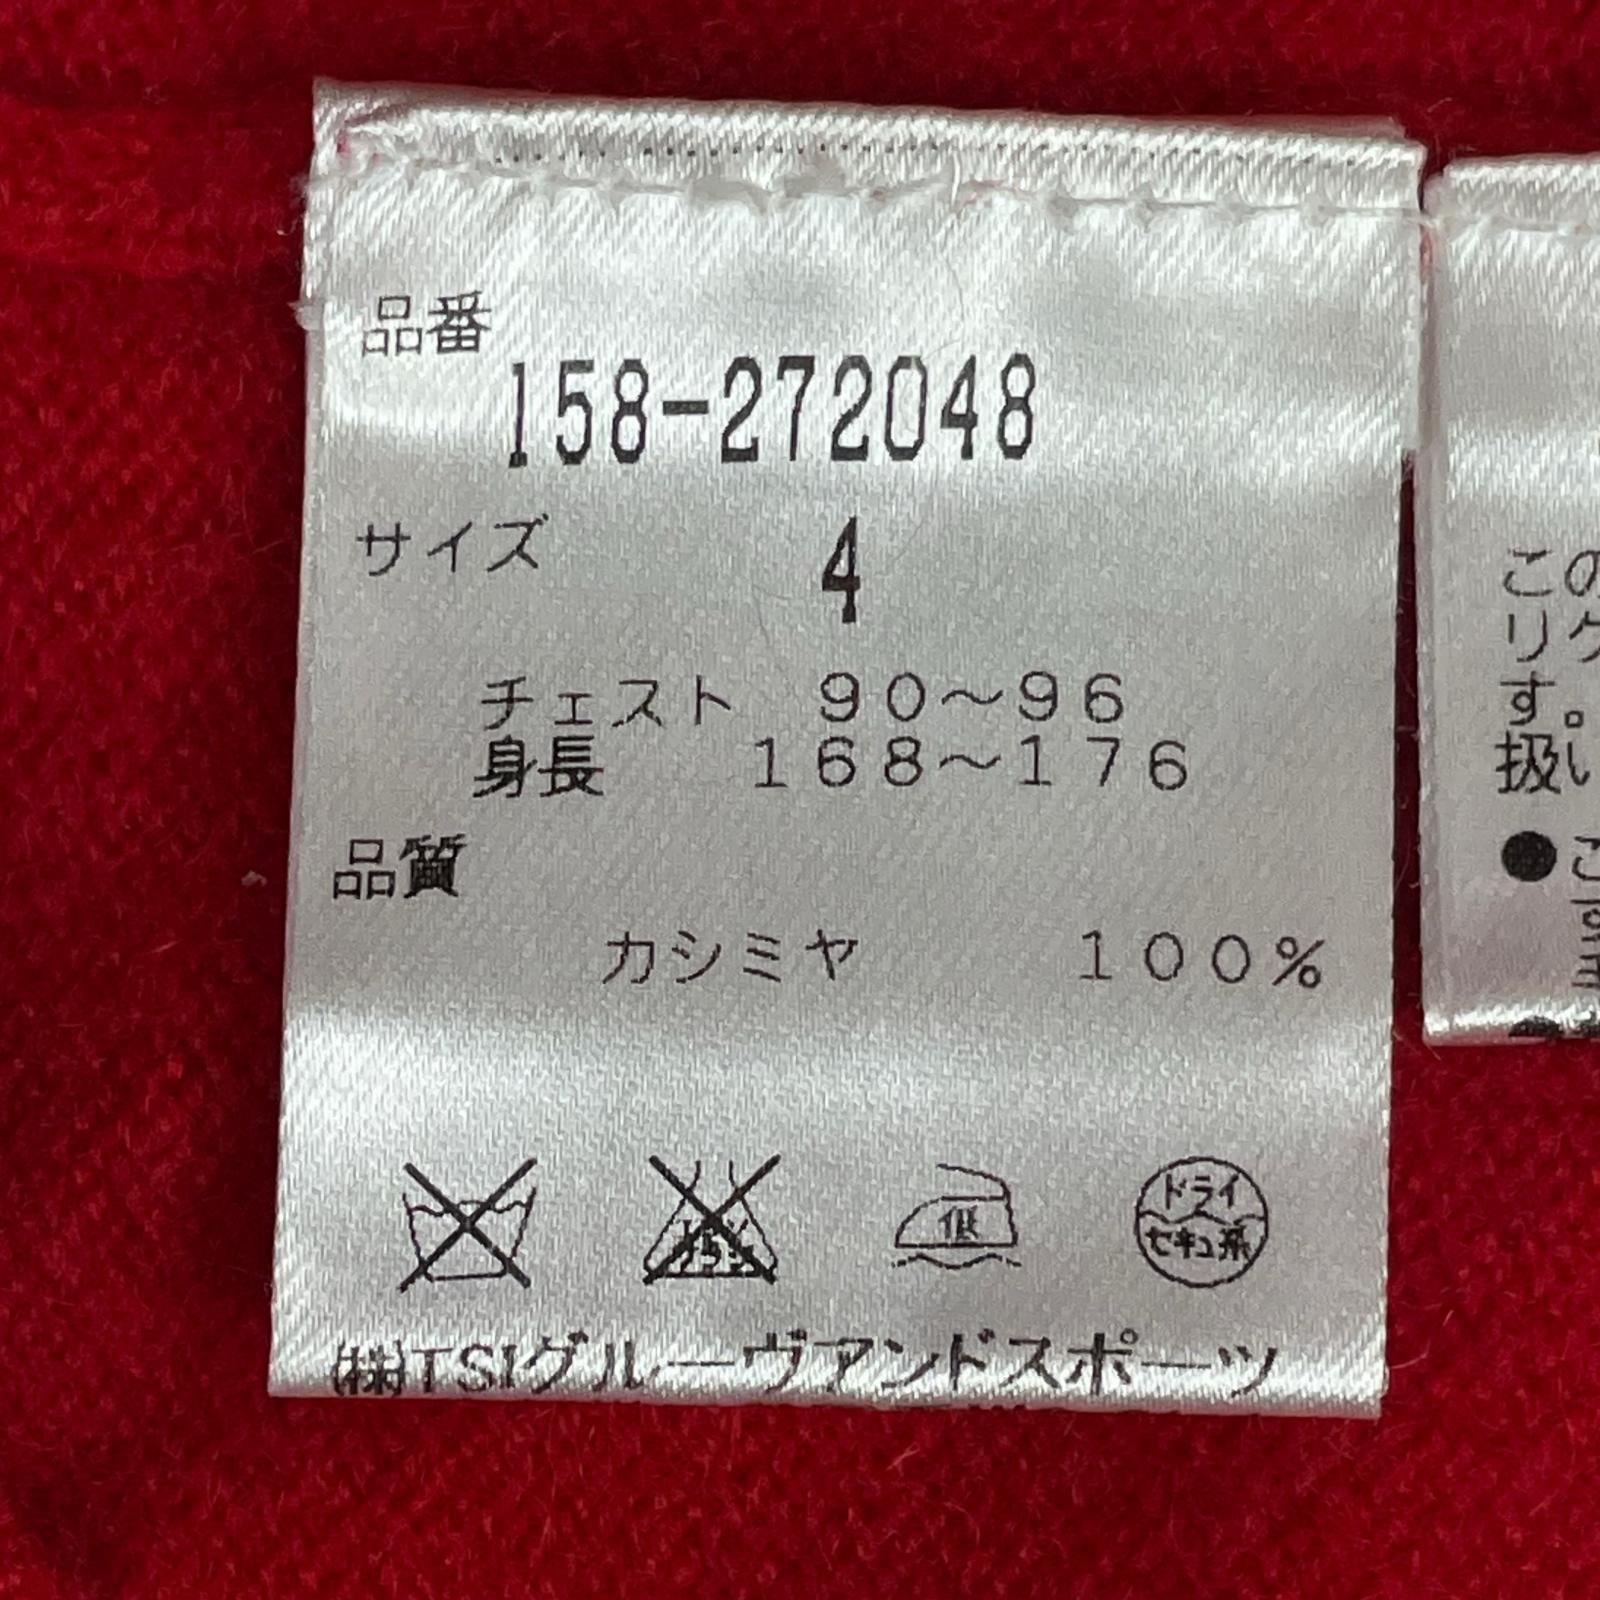 品番
158-272048
サイズ 4
チェスト 90〜96
身長 168〜176
品質
カシミヤ 100%
低
ドライ
セキユ系
(株)TSIグルーヴアンドスポーツ
この
リ
す。
扱い
●こ